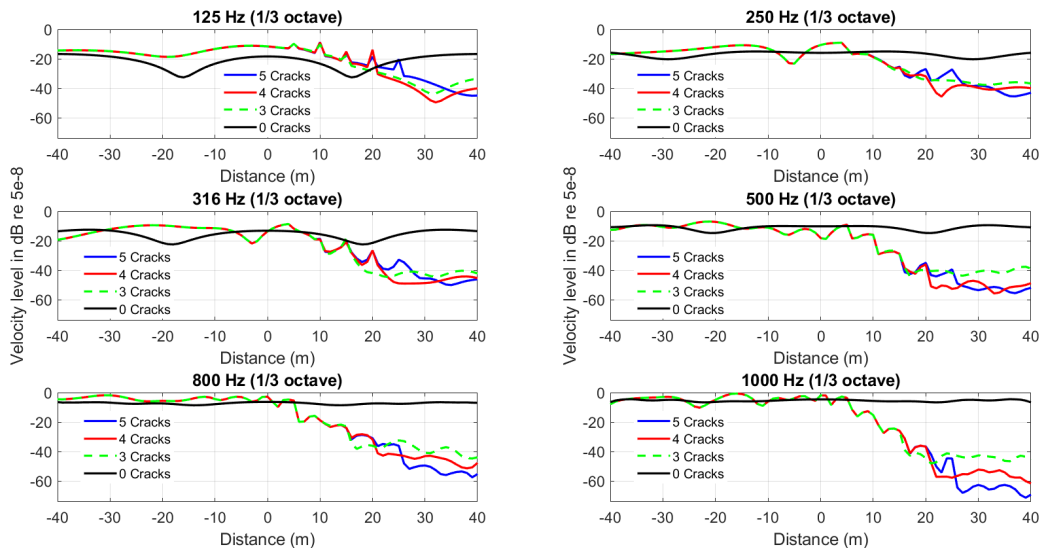 125 Hz (1/3 octave)
0
-20
-40
-60
5 Cracks
4 Cracks
3 Cracks
0 Cracks
-40 -30 -20 -10 0 10 20 30 40
Distance (m)
250 Hz (1/3 octave)
0
-20
-40
-60
5 Cracks
4 Cracks
3 Cracks
0 Cracks
-40 -30 -20 -10 0 10 20 30 40
Distance (m)
Velocity level in dB re 5e-8
316 Hz (1/3 octave)
0
-20
-40
-60
5 Cracks
4 Cracks
3 Cracks
0 Cracks
-40 -30 -20 -10 0 10 20 30 40
Distance (m)
Velocity level in dB re 5e-8
500 Hz (1/3 octave)
0
-20
-40
-60
5 Cracks
4 Cracks
3 Cracks
0 Cracks
-40 -30 -20 -10 0 10 20 30 40
Distance (m)
800 Hz (1/3 octave)
0
-20
-40
-60
5 Cracks
4 Cracks
3 Cracks
0 Cracks
-40 -30 -20 -10 0 10 20 30 40
Distance (m)
1000 Hz (1/3 octave)
0
-20
-40
-60
5 Cracks
4 Cracks
3 Cracks
0 Cracks
-40 -30 -20 -10 0 10 20 30 40
Distance (m)